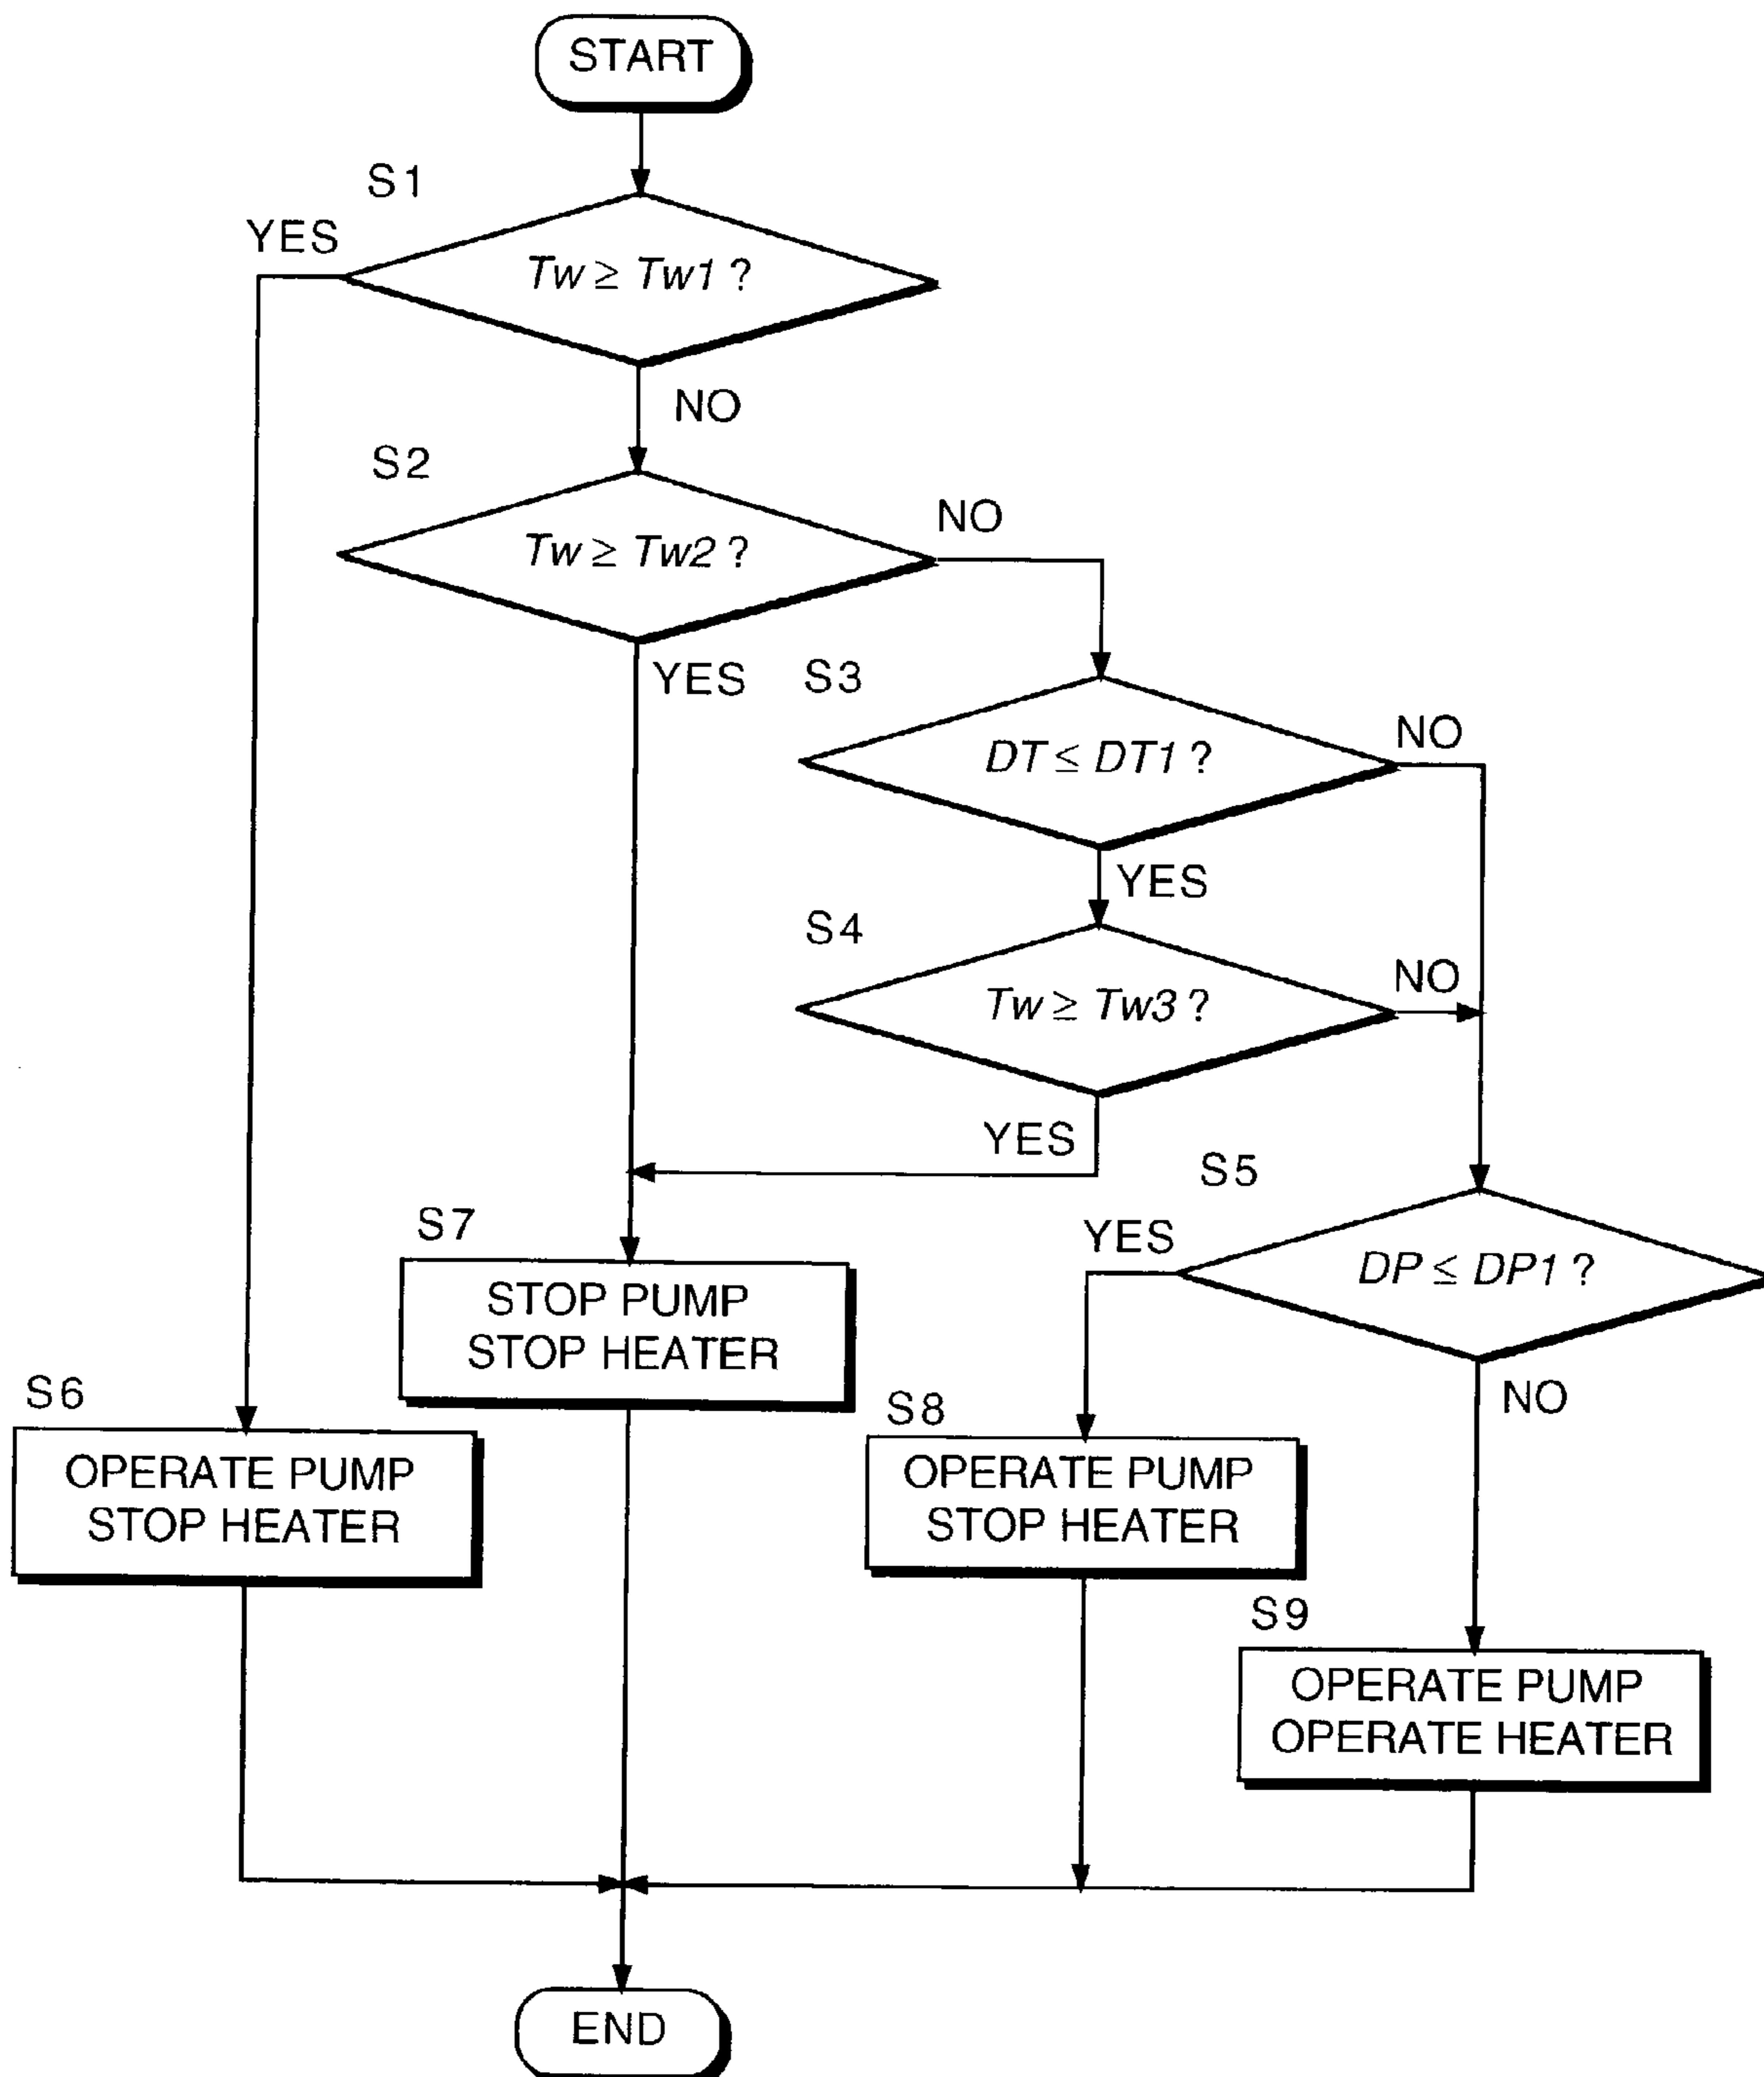 START
S1
YES
Tw ≥ Tw1 ?
NO
S2
NO
Tw ≥ Tw2 ?
YES
S3
NO
DT ≤ DT1 ?
YES
S4
NO
Tw ≥ Tw3 ?
YES
S5
YES
DP ≤ DP1 ?
NO
S7
STOP PUMP
STOP HEATER
S6
OPERATE PUMP
STOP HEATER
S8
OPERATE PUMP
STOP HEATER
S9
OPERATE PUMP
OPERATE HEATER
END